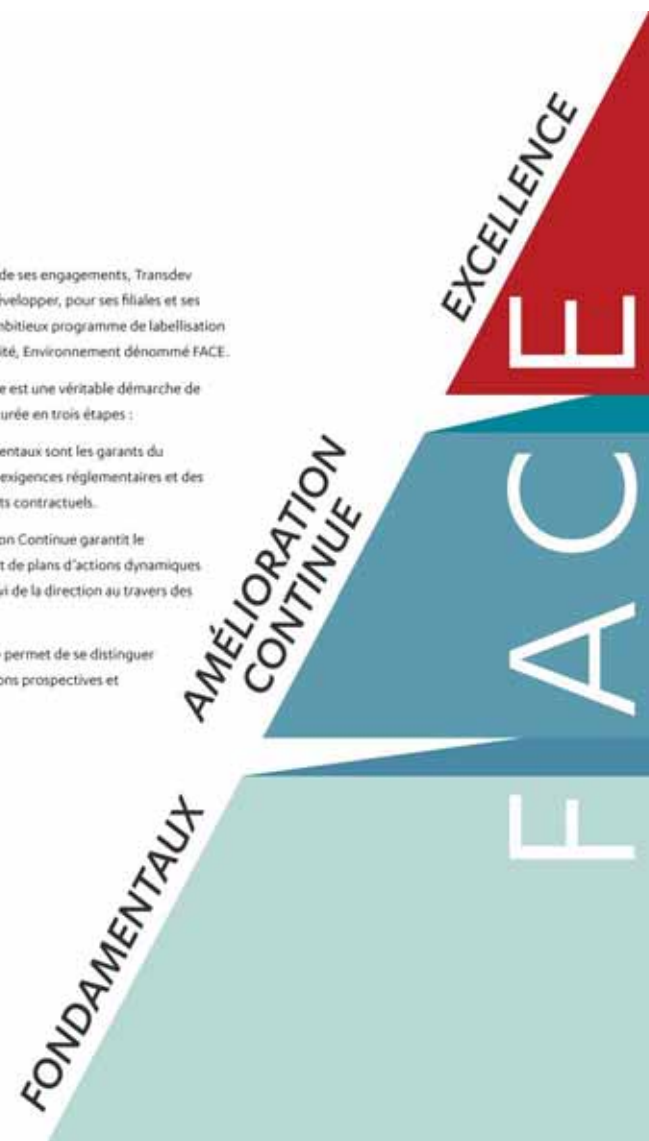 EXCELLENCE
de ses engagements, Transdev
évelopper, pour ses filiales et ses
mbitieux programme de labellisation
ité, Environnement dénommé FACE.
e est une véritable démarche de
urée en trois étapes :
entaux sont les garants du
exigences réglementaires et des
ts contractuels.
on Continue garantit le
t de plans d'actions dynamiques
vi de la direction au travers des
permet de se distinguer
ons prospectives et
AMÉLIORATION
CONTINUE
FONDAMENTAUX
FACE